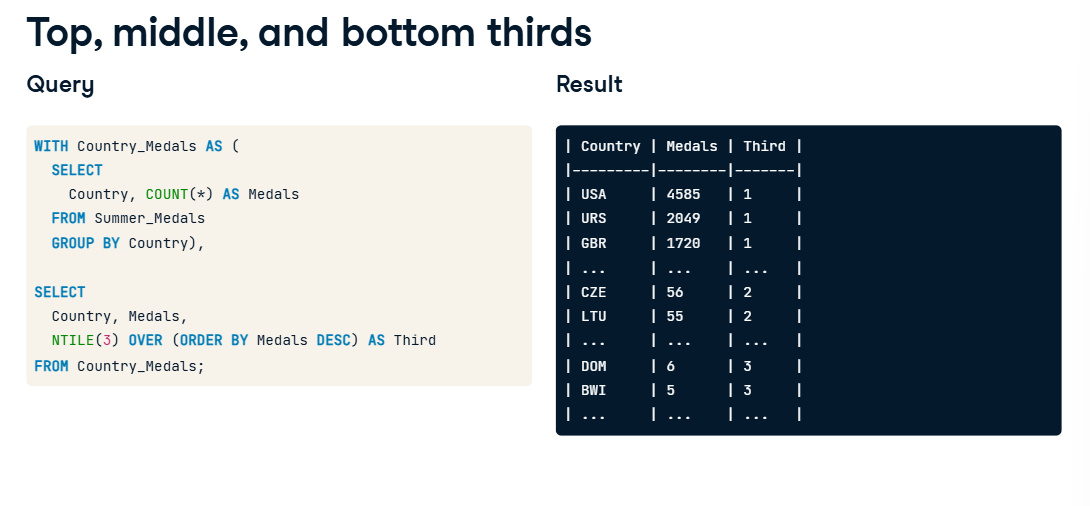 Top, middle, and bottom thirds
Query
WITH Country_Medals AS (
  SELECT
    Country, COUNT(*) AS Medals
  FROM Summer_Medals
  GROUP BY Country),

SELECT
  Country, Medals,
  NTILE(3) OVER (ORDER BY Medals DESC) AS Third
FROM Country_Medals;
Result
| Country | Medals | Third |
|---------|--------|-------|
| USA     | 4585   | 1     |
| URS     | 2049   | 1     |
| GBR     | 1720   | 1     |
| ...     | ...    | ...   |
| CZE     | 56     | 2     |
| LTU     | 55     | 2     |
| ...     | ...    | ...   |
| DOM     | 6      | 3     |
| BWI     | 5      | 3     |
| ...     | ...    | ...   |